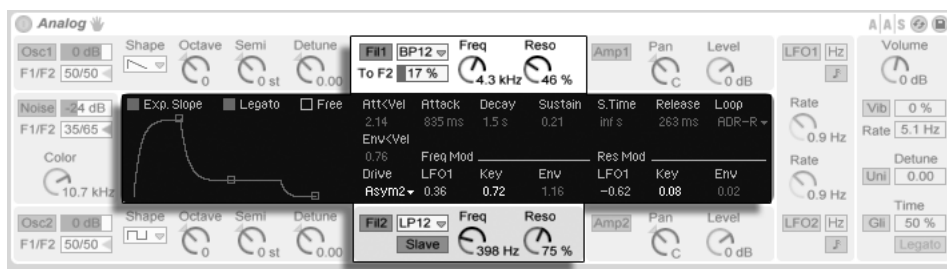 Analog A|A|S
Osc1 0 dB Shape Octave Semi Detune Fil1 BP12 Freq Reso Amp1 Pan Level LFO1 Hz Volume
F1/F2 50/50 0 0 st 0.00 To F2 17 % 4.3 kHz 46 % C 0 dB 0 dB
Noise -24 dB Exp. Slope Legato Free Att<Vel Attack Decay Sustain S.Time Release Loop Rate Vib 0 %
F1/F2 35/65 2.14 835 ms 1.5 s 0.21 inf s 263 ms ADR-R 0.9 Hz Rate 5.1 Hz
Env<Vel
Color 0.76 Freq Mod Res Mod Rate Detune
Drive LFO1 Key Env LFO1 Key Env Uni 0.00
10.7 kHz Asym2 0.36 0.72 1.16 -0.62 0.08 0.02 0.9 Hz
Time
Osc2 0 dB Shape Octave Semi Detune Fil2 LP12 Freq Reso Amp2 Pan Level LFO2 Hz Gli 50 %
F1/F2 50/50 0 0 st 0.00 Slave 398 Hz 75 % C 0 dB Legato